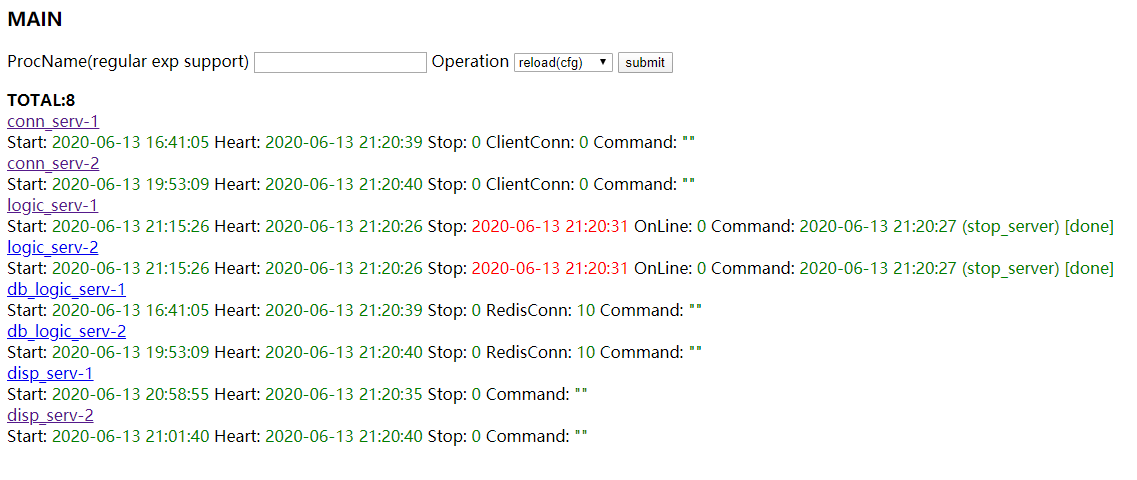 MAIN
ProcName(regular exp support) Operation reload(cfg) submit
TOTAL:8
conn_serv-1
Start: 2020-06-13 16:41:05 Heart: 2020-06-13 21:20:39 Stop: 0 ClientConn: 0 Command: ""
conn_serv-2
Start: 2020-06-13 19:53:09 Heart: 2020-06-13 21:20:40 Stop: 0 ClientConn: 0 Command: ""
logic_serv-1
Start: 2020-06-13 21:15:26 Heart: 2020-06-13 21:20:26 Stop: 2020-06-13 21:20:31 OnLine: 0 Command: 2020-06-13 21:20:27 (stop_server) [done]
logic_serv-2
Start: 2020-06-13 21:15:26 Heart: 2020-06-13 21:20:26 Stop: 2020-06-13 21:20:31 OnLine: 0 Command: 2020-06-13 21:20:27 (stop_server) [done]
db_logic_serv-1
Start: 2020-06-13 16:41:05 Heart: 2020-06-13 21:20:39 Stop: 0 RedisConn: 10 Command: ""
db_logic_serv-2
Start: 2020-06-13 19:53:09 Heart: 2020-06-13 21:20:40 Stop: 0 RedisConn: 10 Command: ""
disp_serv-1
Start: 2020-06-13 20:58:55 Heart: 2020-06-13 21:20:35 Stop: 0 Command: ""
disp_serv-2
Start: 2020-06-13 21:01:40 Heart: 2020-06-13 21:20:40 Stop: 0 Command: ""